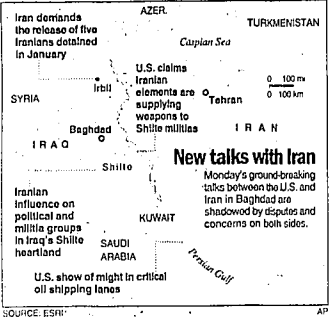 AZER.
TURKMENISTAN
Iran demands
the release of five
Iranians detained
in January
Caspian Sea
U.S. claims
Iranian
elements are
supplying
weapons to
Shiite militias
0 100 mi
0 100 km
Irbil
Tehran
SYRIA
Baghdad
IRAQ
IRAN
Shiite
New talks with Iran
Monday's ground-breaking
talks between the U.S. and
Iran in Baghdad are
shadowed by disputes and
concerns on both sides.
Iranian
influence on
political and
militia groups
in Iraq's Shiite
heartland
KUWAIT
SAUDI
ARABIA
Persian Gulf
U.S. show of might in critical
oil shipping lanes
SOURCE: ESRI
AP